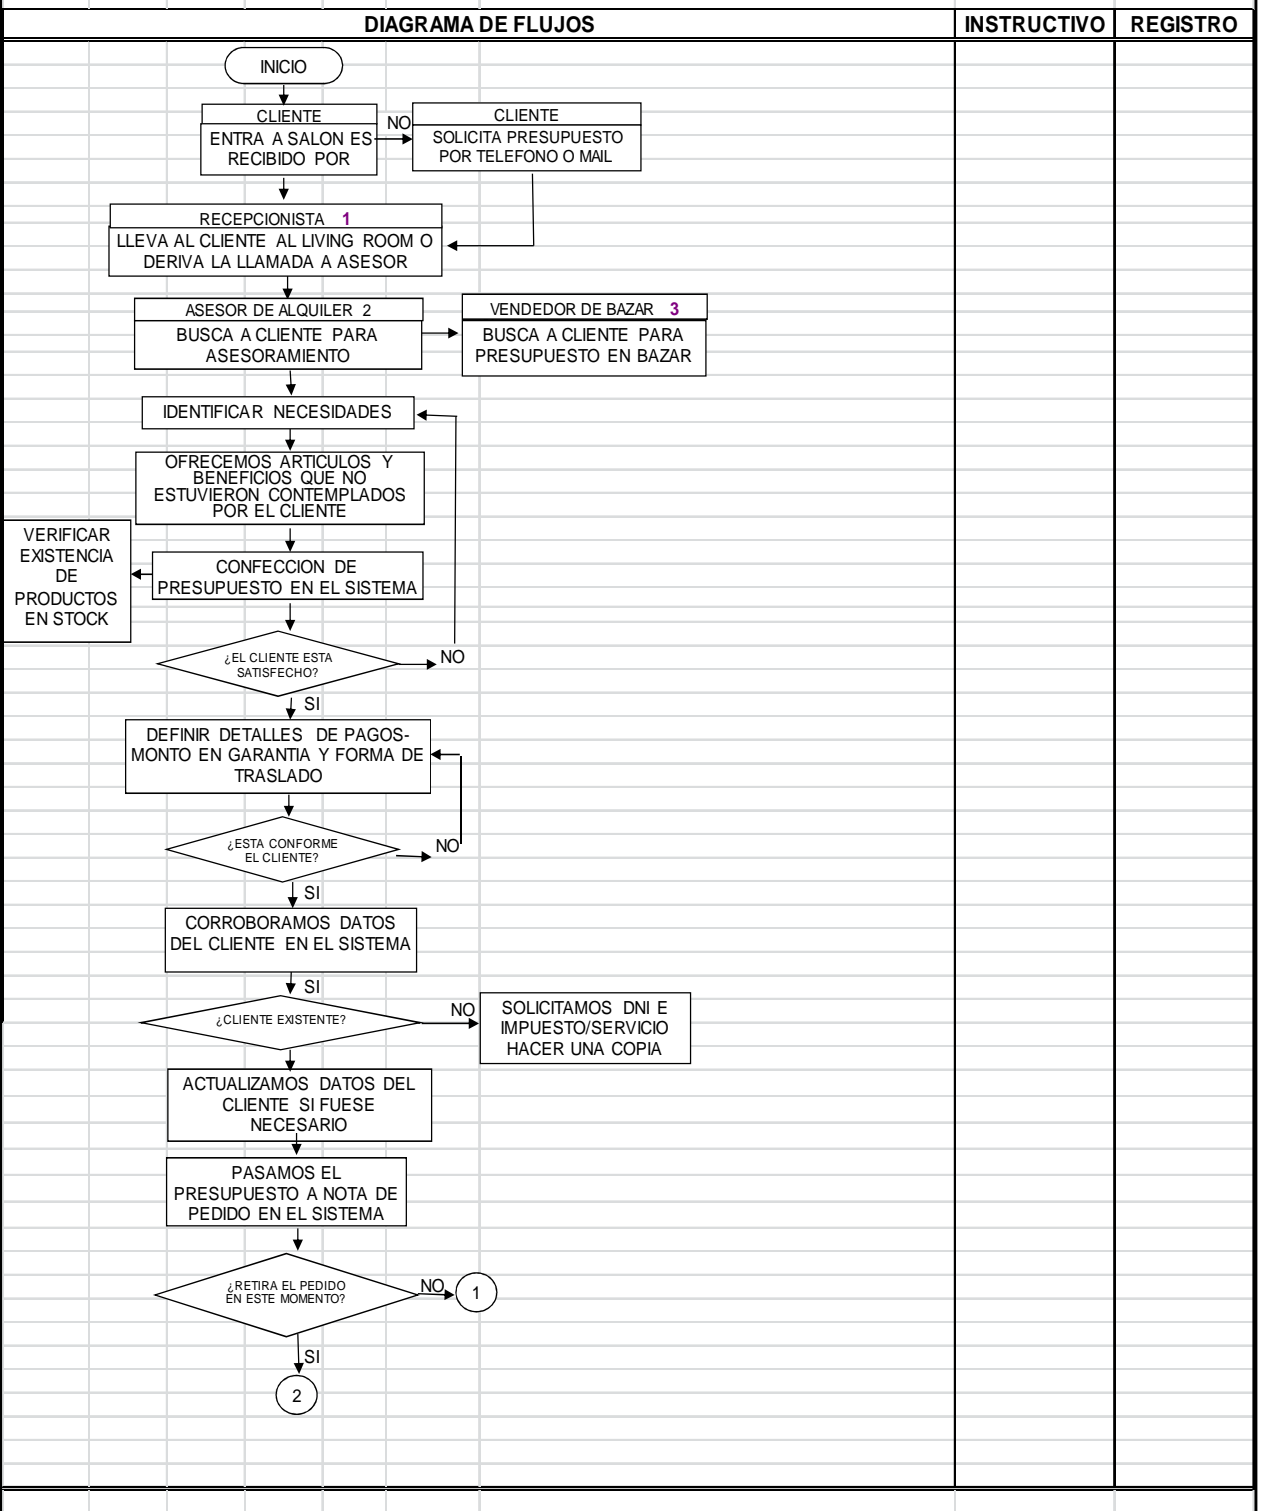 DIAGRAMA DE FLUJOS
INSTRUCTIVO
REGISTRO
INICIO
CLIENTE
ENTRA A SALON ES
RECIBIDO POR
NO
CLIENTE
SOLICITA PRESUPUESTO
POR TELEFONO O MAIL
RECEPCIONISTA 1
LLEVA AL CLIENTE AL LIVING ROOM O
DERIVA LA LLAMADA A ASESOR
ASESOR DE ALQUILER 2
BUSCA A CLIENTE PARA
ASESORAMIENTO
VENDEDOR DE BAZAR 3
BUSCA A CLIENTE PARA
PRESUPUESTO EN BAZAR
IDENTIFICAR NECESIDADES
OFRECEMOS ARTICULOS Y
BENEFICIOS QUE NO
ESTUVIERON CONTEMPLADOS
POR EL CLIENTE
VERIFICAR
EXISTENCIA
DE
PRODUCTOS
EN STOCK
CONFECCION DE
PRESUPUESTO EN EL SISTEMA
¿EL CLIENTE ESTA
SATISFECHO?
NO
SI
DEFINIR DETALLES DE PAGOS-
MONTO EN GARANTIA Y FORMA DE
TRASLADO
¿ESTA CONFORME
EL CLIENTE?
NO
SI
CORROBORAMOS DATOS
DEL CLIENTE EN EL SISTEMA
SI
¿CLIENTE EXISTENTE?
NO
SOLICITAMOS DNI E
IMPUESTO/SERVICIO
HACER UNA COPIA
ACTUALIZAMOS DATOS DEL
CLIENTE SI FUESE
NECESARIO
PASAMOS EL
PRESUPUESTO A NOTA DE
PEDIDO EN EL SISTEMA
¿RETIRA EL PEDIDO
EN ESTE MOMENTO?
NO
1
SI
2